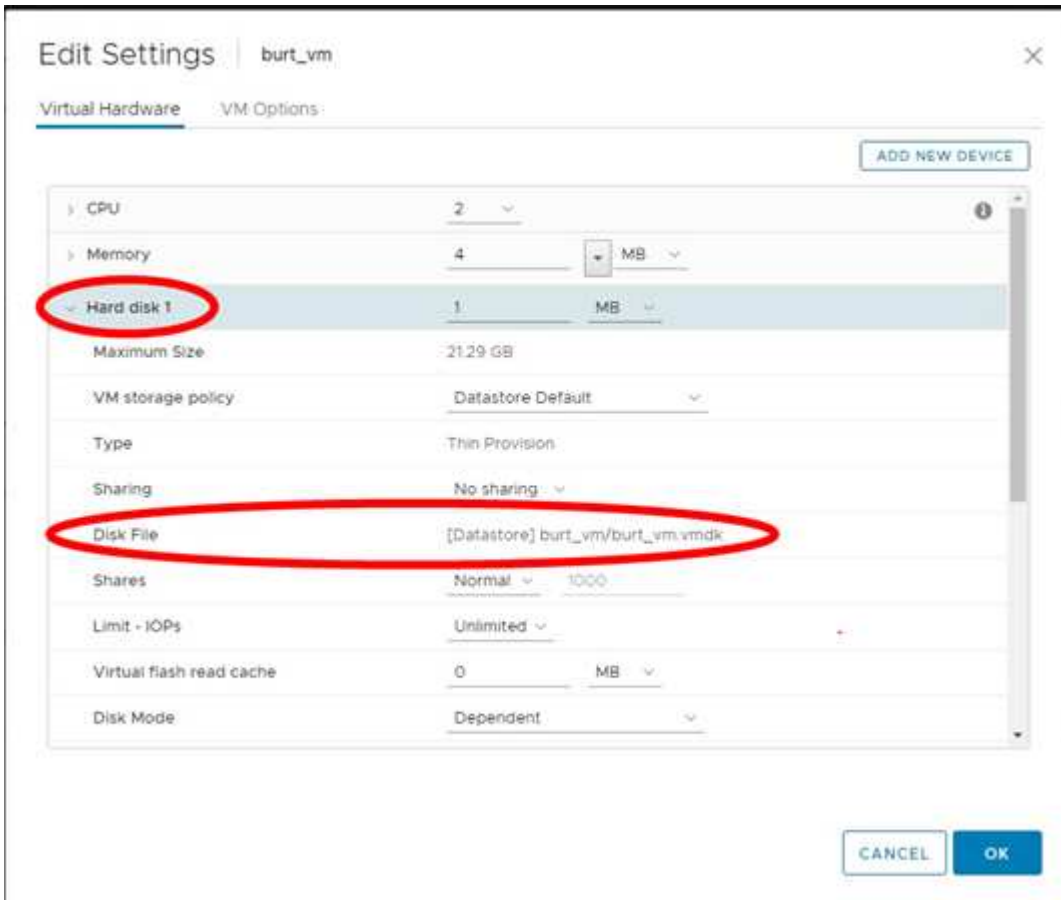 Edit Settings burt_vm
Virtual Hardware VM Options
ADD NEW DEVICE
CPU 2
Memory 4 MB
Hard disk 1 1 MB
Maximum Size 21.29 GB
VM storage policy Datastore Default
Type Thin Provision
Sharing No sharing
Disk File [Datastore] burt_vm/burt_vm.vmdk
Shares Normal 1000
Limit - IOPs Unlimited
Virtual flash read cache 0 MB
Disk Mode Dependent
CANCEL OK